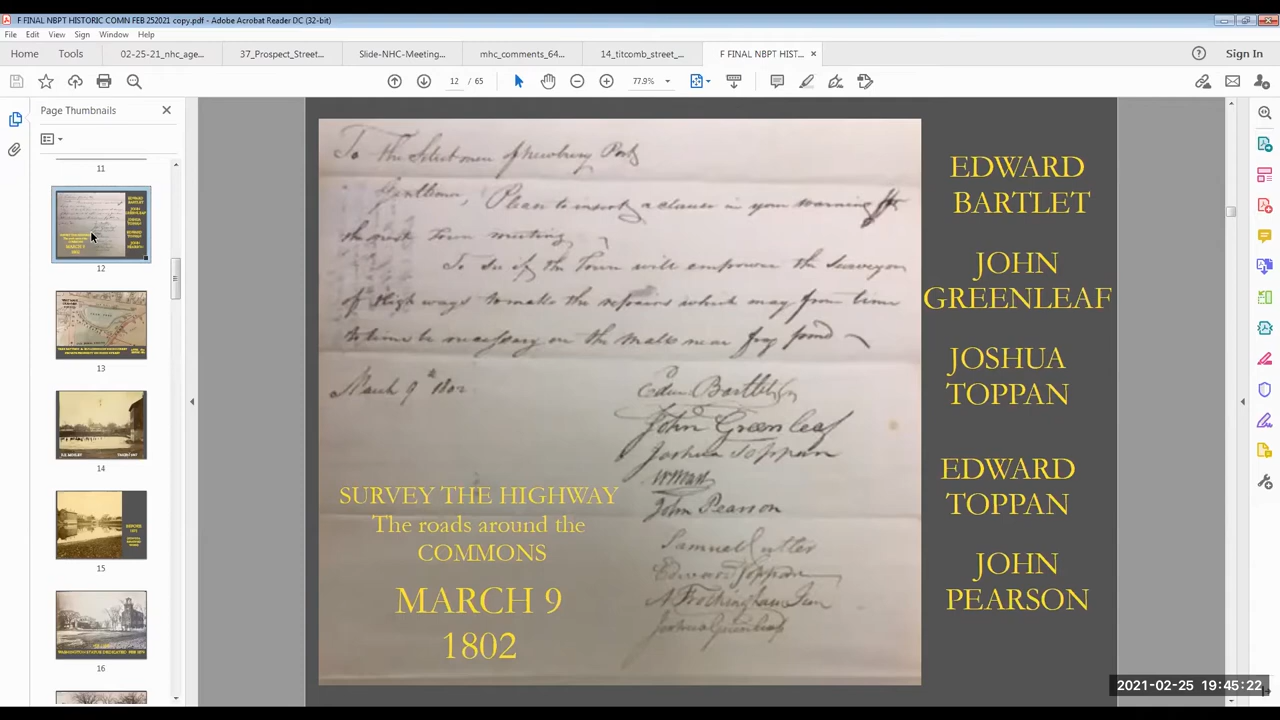 F FINAL NBPT HISTORIC COMN FEB 252021 copy.pdf - Adobe Acrobat Reader DC (32-bit)
File Edit View Sign Window Help
Home Tools 02-25-21_nhc_age... 37_Prospect_Street... Slide-NHC-Meeting... mhc_comments_64... 14_titcomb_street_... F FINAL NBPT HIST... Sign In
12 / 65 77.9%
Page Thumbnails
11
12
13
14
15
16
To the Selectmen of Newbury Port
Gentlemen, Please to insert a clause in your warning for
the next town meeting
To see if the Town will empower the Surveyors
of High ways to make the repairs which may from time
to time be necessary on the Malls near frog pond
March 9th 1802
Edw Bartlet
John Greenleaf
Joshua Toppan
John Pearson
Samuel Cutler
Edward Toppan
Joshua Greenleaf
SURVEY THE HIGHWAY
The roads around the
COMMONS
MARCH 9
1802
EDWARD
BARTLET
JOHN
GREENLEAF
JOSHUA
TOPPAN
EDWARD
TOPPAN
JOHN
PEARSON
2021-02-25 19:45:22